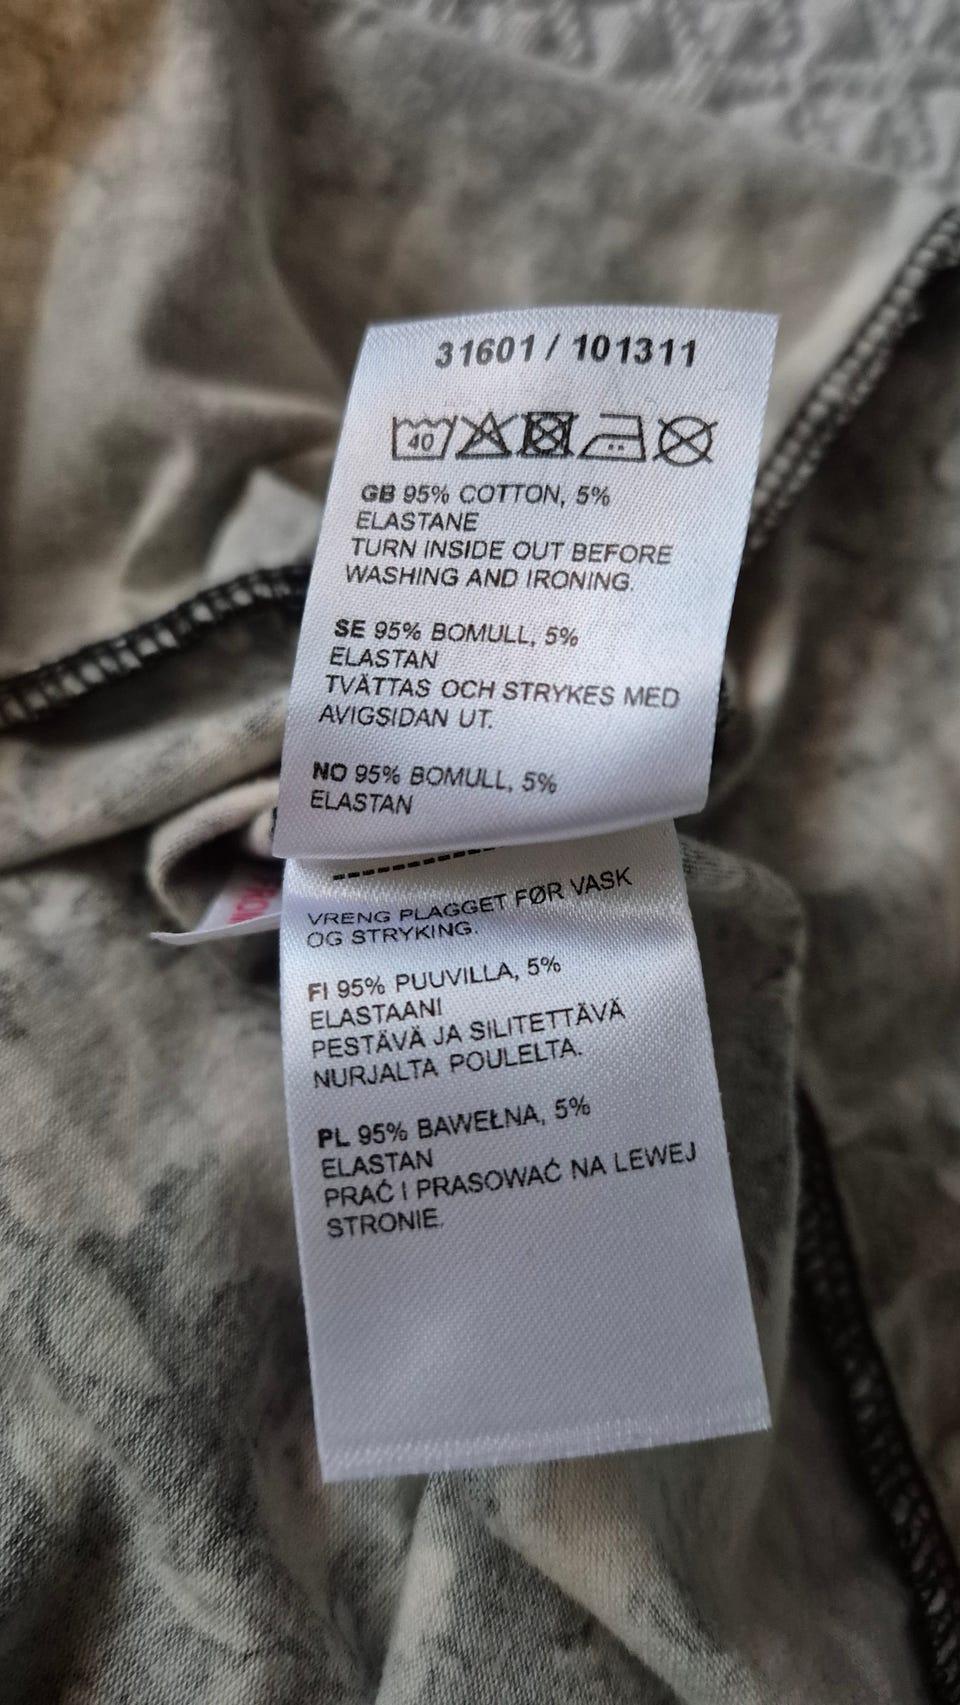 31601 / 101311
40
GB 95% COTTON, 5%
ELASTANE
TURN INSIDE OUT BEFORE
WASHING AND IRONING.
SE 95% BOMULL, 5%
ELASTAN
TVÄTTAS OCH STRYKES MED
AVIGSIDAN UT.
NO 95% BOMULL, 5%
ELASTAN
VRENG PLAGGET FØR VASK
OG STRYKING.
FI 95% PUUVILLA, 5%
ELASTAANI
PESTÄVÄ JA SILITETTÄVÄ
NURJALTA POULELTA.
PL 95% BAWEŁNA, 5%
ELASTAN
PRAĆ I PRASOWAĆ NA LEWEJ
STRONIE.